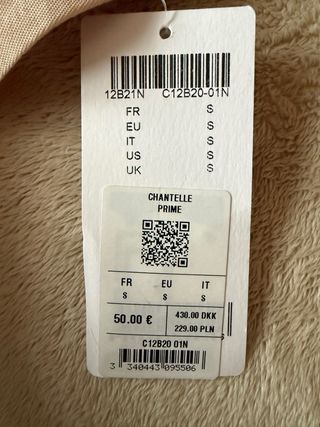 12B21N C12B20-01N
FR S
EU S
IT S
US S
UK S
CHANTELLE
PRIME
FR EU IT
S S S
50.00 €
430.00 DKK
229.00 PLN
C12B20 01N
3 340443 095506